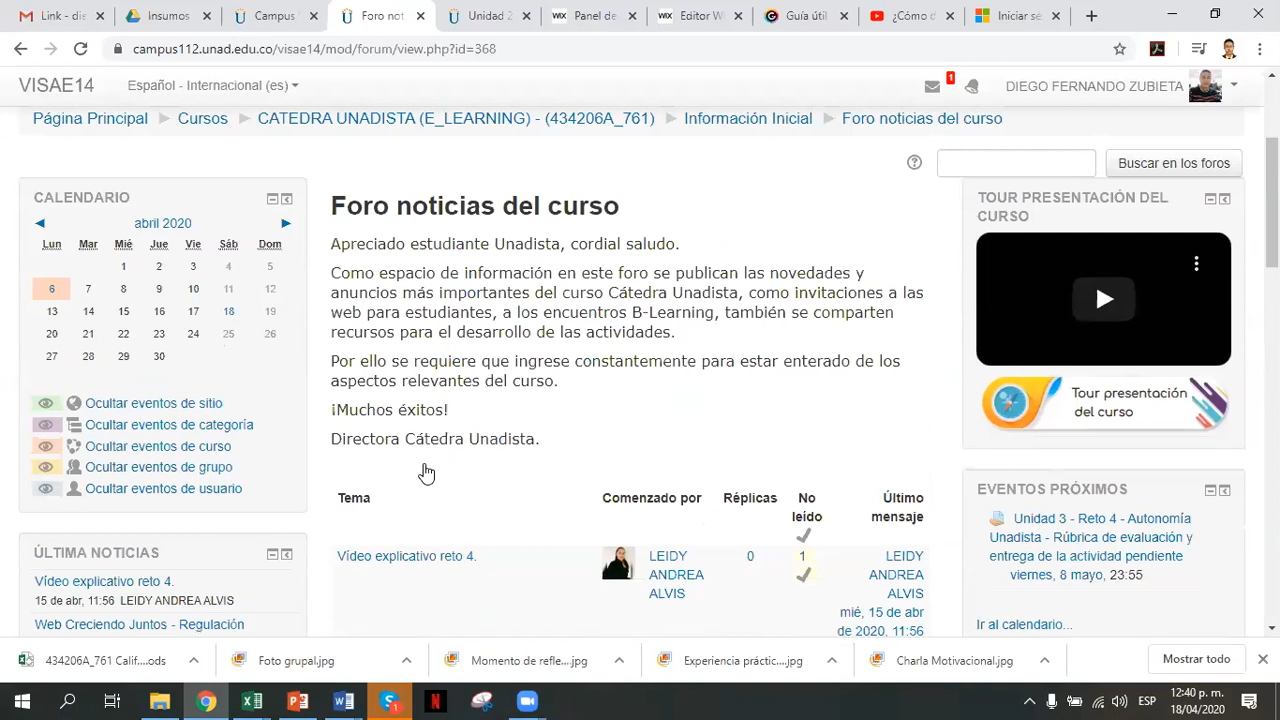 Link - di
Insumos
Campus
Foro not
Unidad 2
Panel de
Editor W
Guía útil
¿Cómo d
Iniciar se
campus112.unad.edu.co/visae14/mod/forum/view.php?id=368
VISAE14
Español - Internacional (es)
1
DIEGO FERNANDO ZUBIETA
Página Principal
Cursos
CATEDRA UNADISTA (E_LEARNING) - (434206A_761)
Información Inicial
Foro noticias del curso
Buscar en los foros
CALENDARIO
abril 2020
Lun Mar Mié Jue Vie Sáb Dom
1 2 3 4 5
6 7 8 9 10 11 12
13 14 15 16 17 18 19
20 21 22 23 24 25 26
27 28 29 30
Ocultar eventos de sitio
Ocultar eventos de categoría
Ocultar eventos de curso
Ocultar eventos de grupo
Ocultar eventos de usuario
ÚLTIMA NOTICIAS
Vídeo explicativo reto 4.
15 de abr, 11:56 LEIDY ANDREA ALVIS
Web Creciendo Juntos - Regulación
Foro noticias del curso
Apreciado estudiante Unadista, cordial saludo.
Como espacio de información en este foro se publican las novedades y
anuncios más importantes del curso Cátedra Unadista, como invitaciones a las
web para estudiantes, a los encuentros B-Learning, también se comparten
recursos para el desarrollo de las actividades.
Por ello se requiere que ingrese constantemente para estar enterado de los
aspectos relevantes del curso.
¡Muchos éxitos!
Directora Cátedra Unadista.
Tema
Comenzado por
Réplicas
No
leído
Último
mensaje
Vídeo explicativo reto 4.
LEIDY
ANDREA
ALVIS
0
1
LEIDY
ANDREA
ALVIS
mié, 15 de abr
de 2020, 11:56
TOUR PRESENTACIÓN DEL
CURSO
Tour presentación
del curso
EVENTOS PRÓXIMOS
Unidad 3 - Reto 4 - Autonomía
Unadista - Rúbrica de evaluación y
entrega de la actividad pendiente
viernes, 8 mayo, 23:55
Ir al calendario...
434206A_761 Calif....ods
Foto grupal.jpg
Momento de refle....jpg
Experiencia práctic....jpg
Charla Motivacional.jpg
Mostrar todo
ESP
12:40 p. m.
18/04/2020